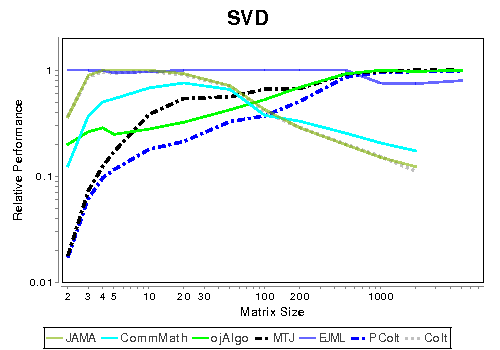 SVD
Relative Performance
1
0.1
0.01
2 3 4 5 10 20 30 100 200 1000
Matrix Size
JAMA CommMath ojAlgo MTJ EJML PColt Colt